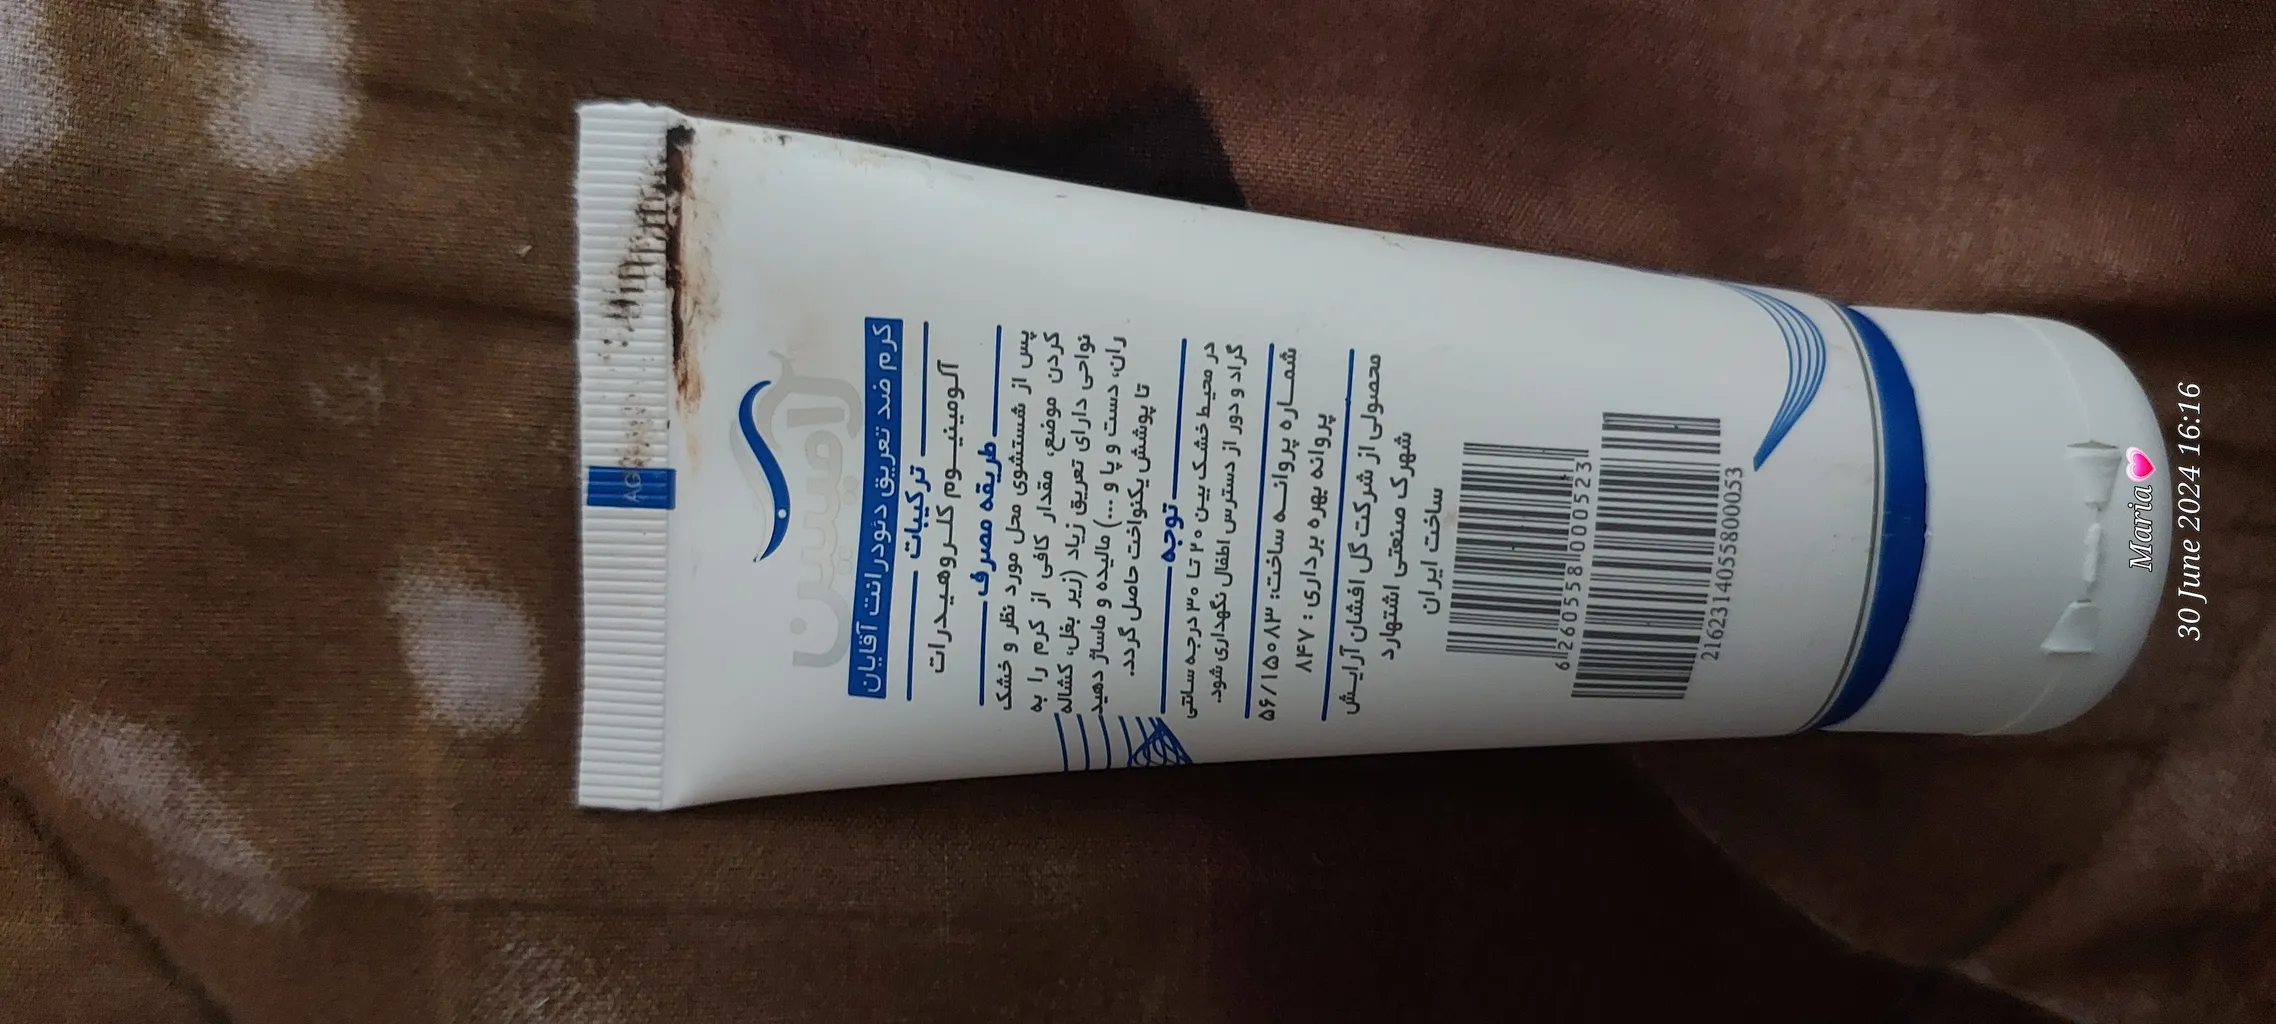 رامسین
کرم ضد تعریق دئودرانت آقایان
ترکیبات
آلومینیوم کلروهیدرات
طریقه مصرف
پس از شستشوی محل مورد نظر و خشک
کردن موضع، مقدار کافی از کرم را به
نواحی دارای تعریق زیاد (زیر بغل، کشاله
ران، دست و پا و ...) مالیده و ماساژ دهید
تا پوشش یکنواخت حاصل گردد.
توجه
در محیط خشک بین ۲۰ تا ۳۰ درجه سانتی
گراد و دور از دسترس اطفال نگهداری شود.
شماره پروانه ساخت: ۵۶/۱۵۰۸۳
پروانه بهره برداری: ۸۴۷
محصولی از شرکت گل افشان آرایش
شهرک صنعتی اشتهارد
ساخت ایران
6260558000523
2162314055800053
Maria💗
30 June 2024 16:16